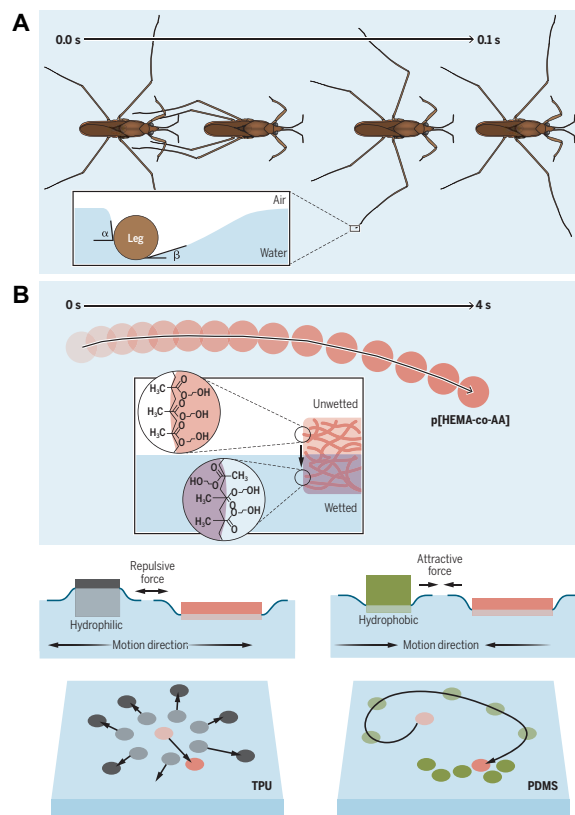 A
0.0 s
0.1 s
Air
α
Leg
β
Water
B
0 s
4 s
p[HEMA-co-AA]
Unwetted
H₃C
O
O
OH
H₃C
O
O
OH
H₃C
O
O
OH
O
CH₃
HO
O
H₃C
O
O
OH
H₃C
O
O
OH
Wetted
Repulsive
force
Hydrophilic
Motion direction
Attractive
force
Hydrophobic
Motion direction
TPU
PDMS